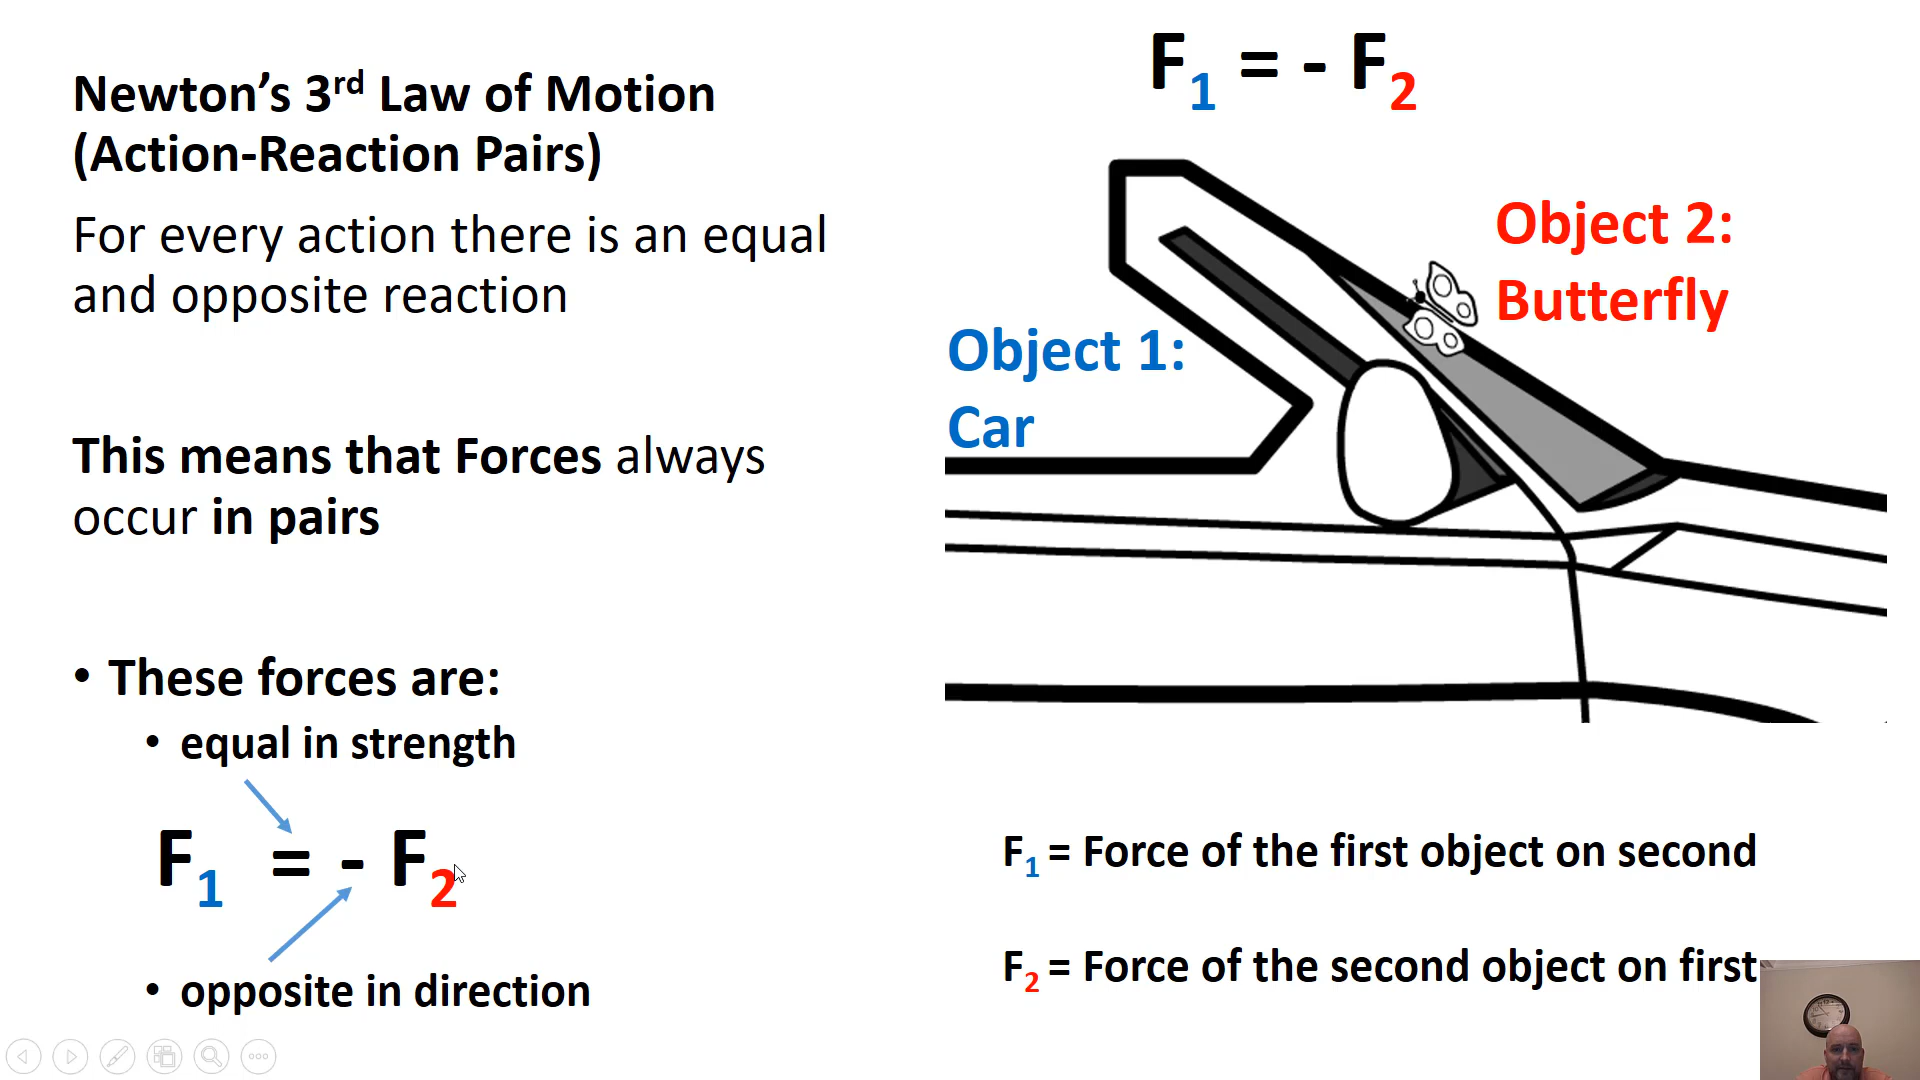 Newton’s 3rd Law of Motion
(Action-Reaction Pairs)
For every action there is an equal
and opposite reaction
This means that Forces always
occur in pairs
• These forces are:
• equal in strength
F1 = - F2
• opposite in direction
F1 = - F2
Object 2:
Butterfly
Object 1:
Car
F1 = Force of the first object on second
F2 = Force of the second object on first